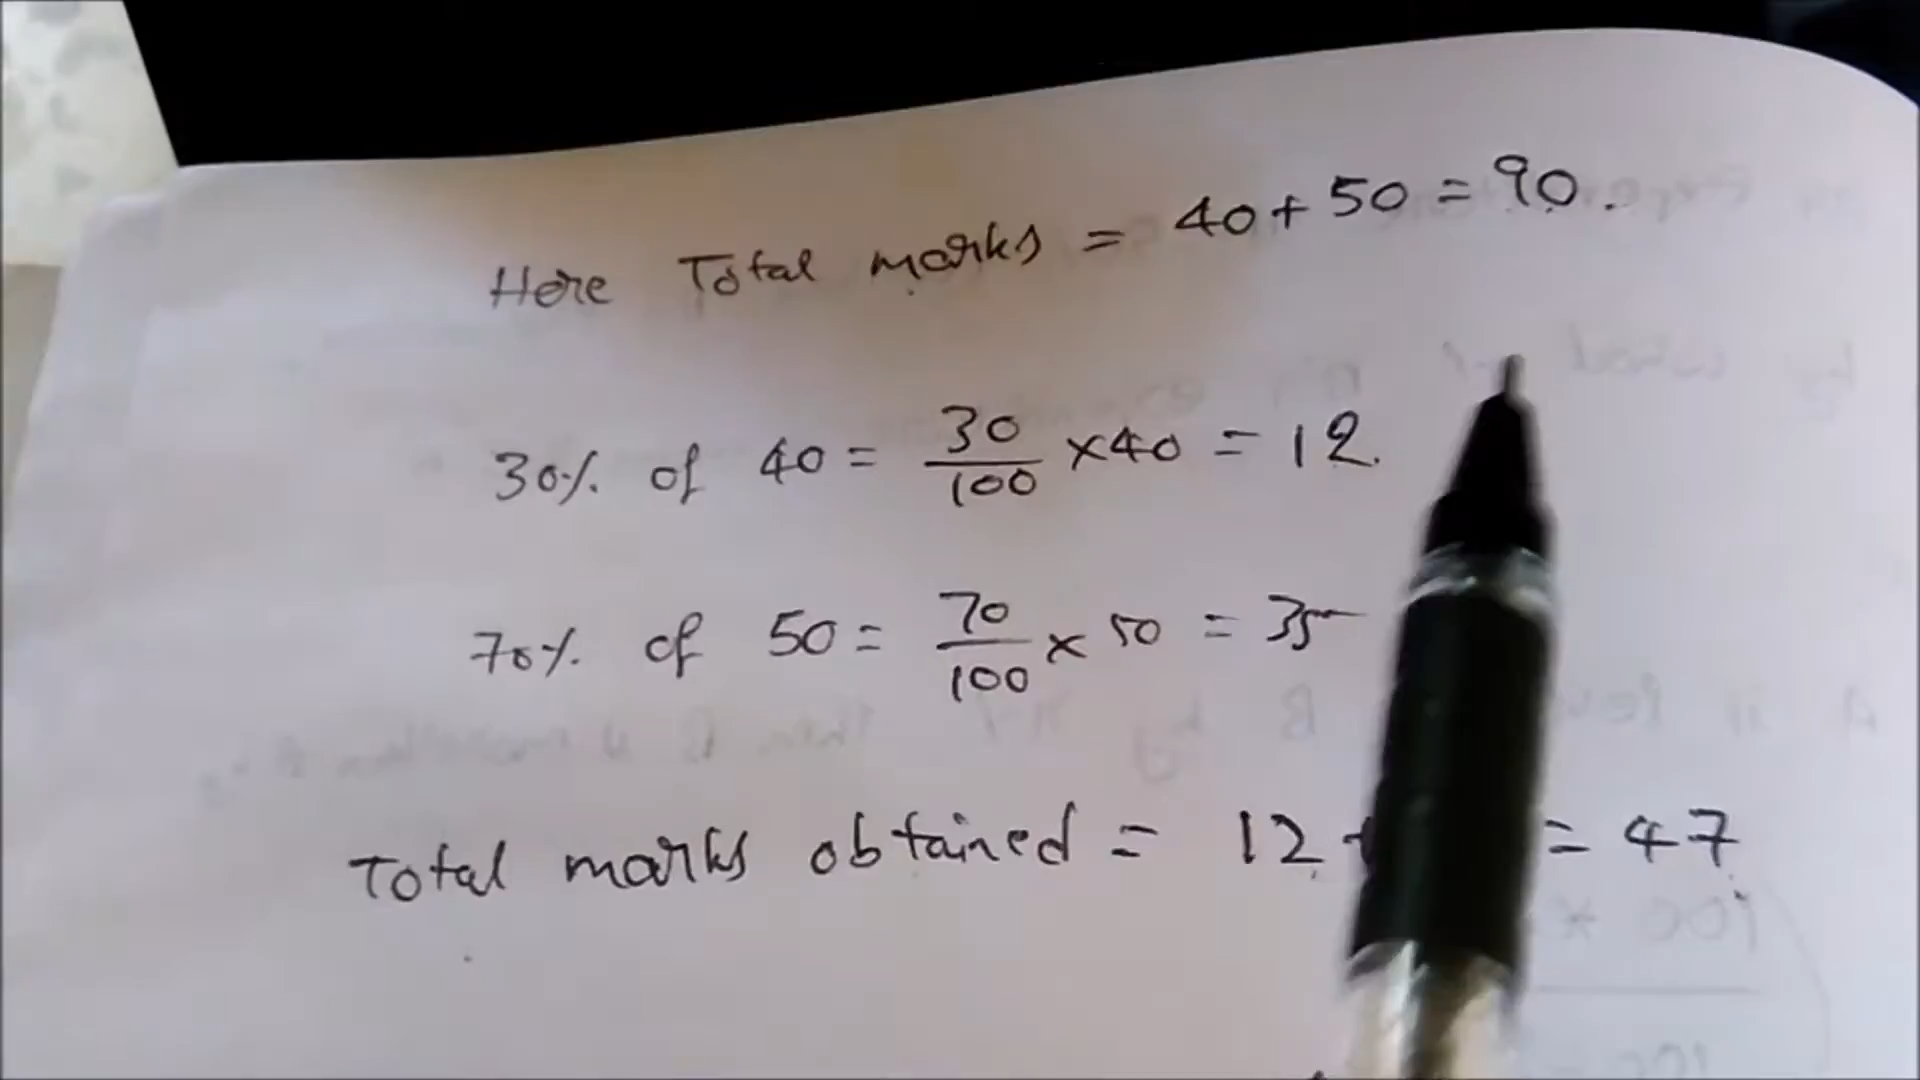 Here Total marks = 40 + 50 = 90.
30% of 40 = 30/100 × 40 = 12.
70% of 50 = 70/100 × 50 = 35
Total marks obtained = 12 + = 47